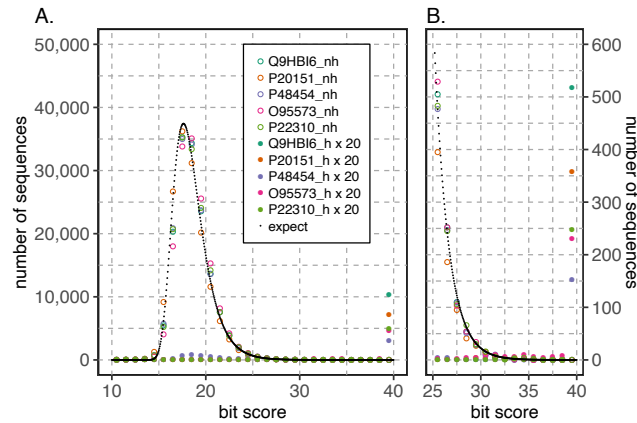 A.
B.
50,000
40,000
30,000
20,000
10,000
0
number of sequences
10
20
30
40
bit score
Q9HBI6_nh
P20151_nh
P48454_nh
O95573_nh
P22310_nh
Q9HBI6_h x 20
P20151_h x 20
P48454_h x 20
O95573_h x 20
P22310_h x 20
expect
600
500
400
300
200
100
0
number of sequences
25
30
35
40
bit score